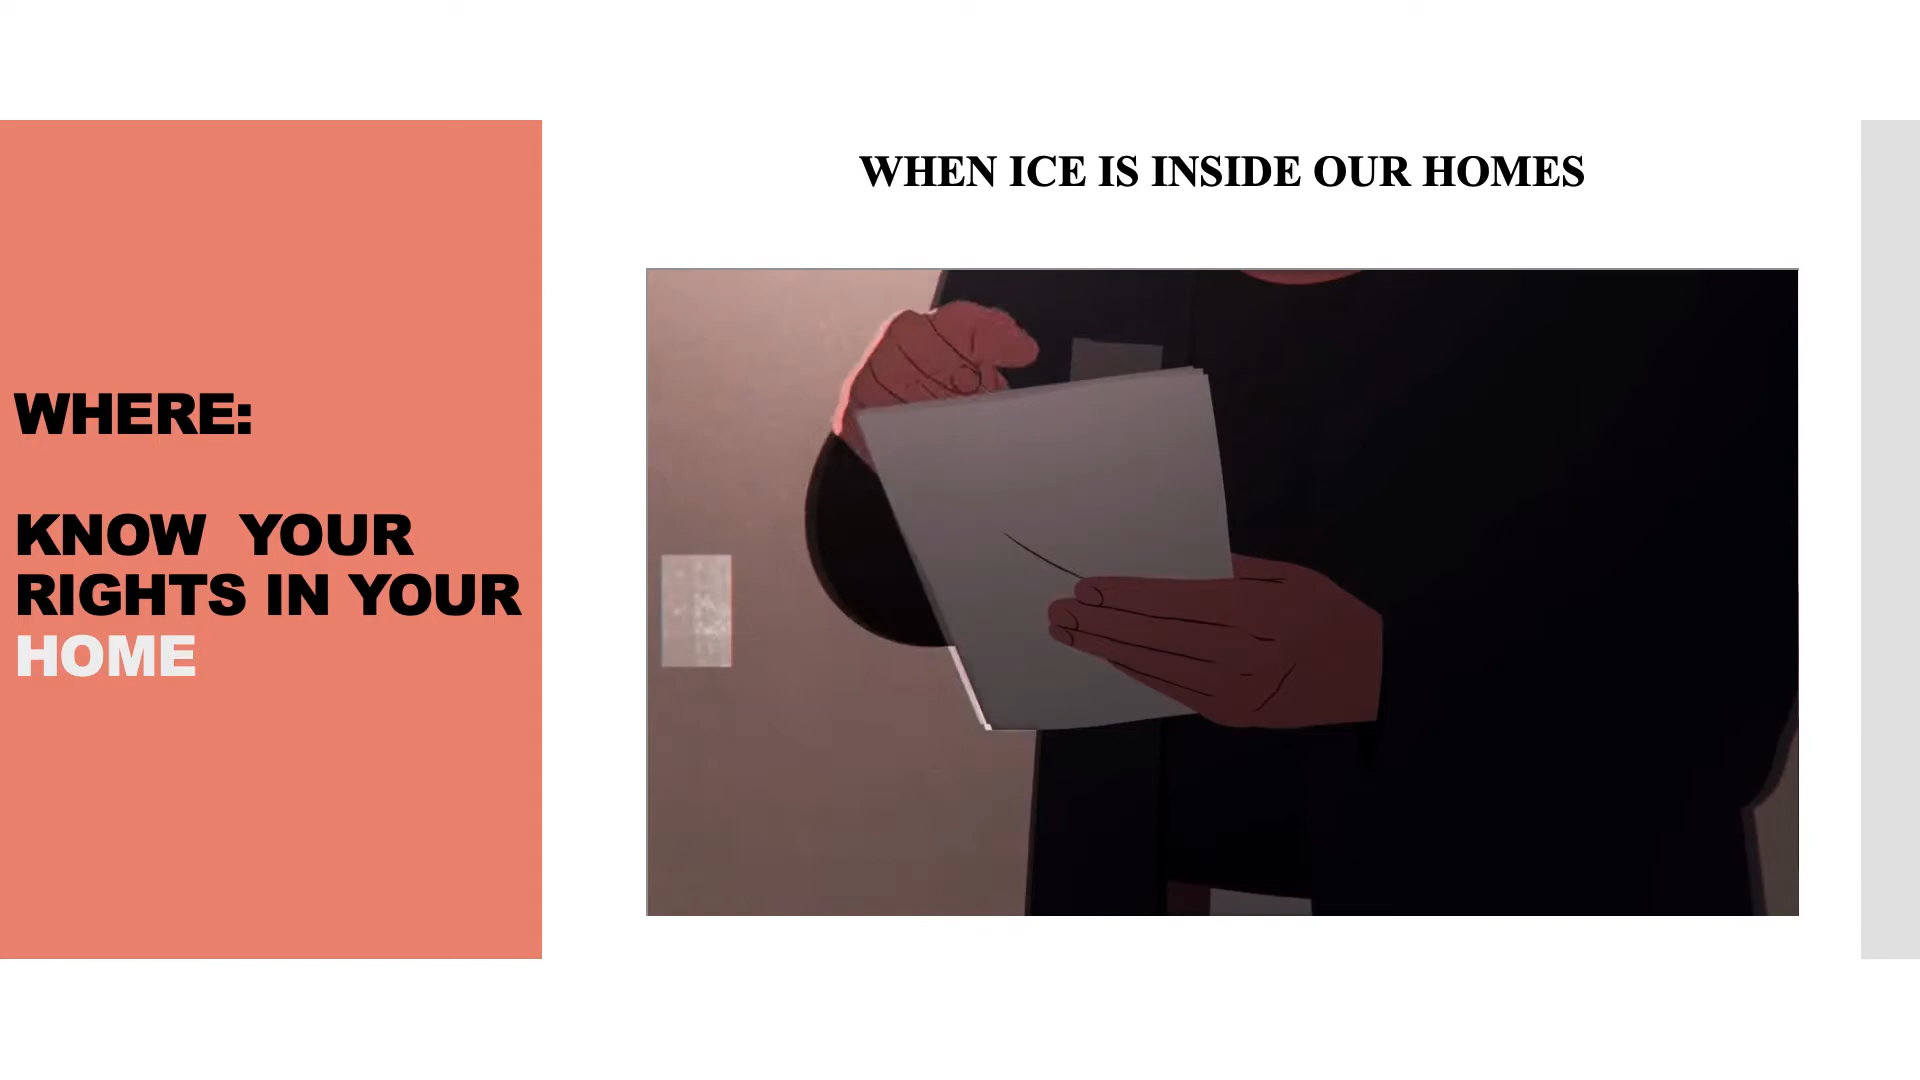 WHERE:
KNOW YOUR
RIGHTS IN YOUR
HOME
WHEN ICE IS INSIDE OUR HOMES